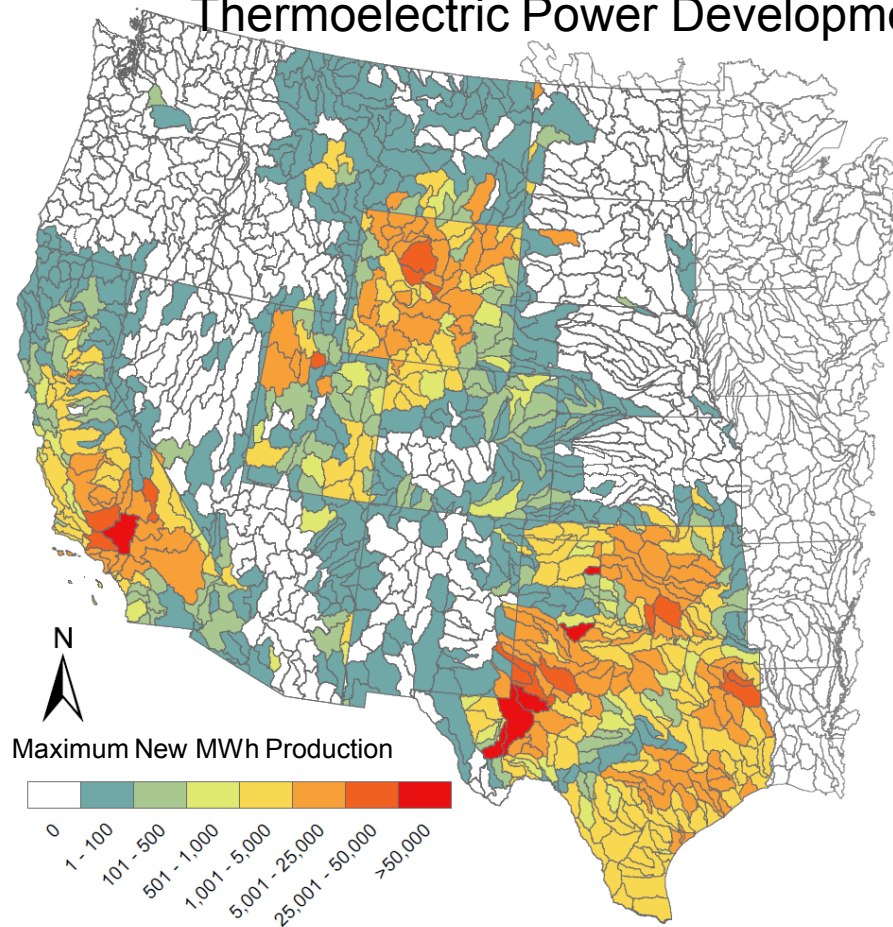 Thermoelectric Power Developme
N
Maximum New MWh Production
0
1 - 100
101 - 500
501 - 1,000
1,001 - 5,000
5,001 - 25,000
25,001 - 50,000
>50,000